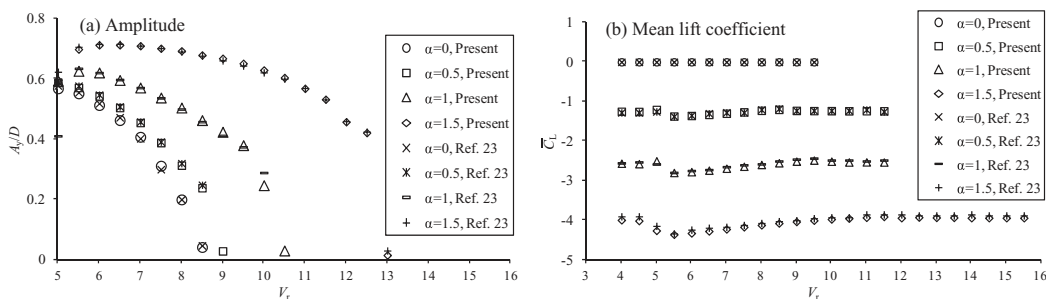 (a) Amplitude
0.8
0.6
0.4
0.2
0
A_y/D
5 6 7 8 9 10 11 12 13 14 15 16
V_r
α=0, Present
α=0.5, Present
α=1, Present
α=1.5, Present
α=0, Ref. 23
α=0.5, Ref. 23
α=1, Ref. 23
α=1.5, Ref. 23
(b) Mean lift coefficient
1
0
-1
-2
-3
-4
-5
C̅_L
3 4 5 6 7 8 9 10 11 12 13 14 15 16
V_r
α=0, Present
α=0.5, Present
α=1, Present
α=1.5, Present
α=0, Ref. 23
α=0.5, Ref. 23
α=1, Ref. 23
α=1.5, Ref. 23